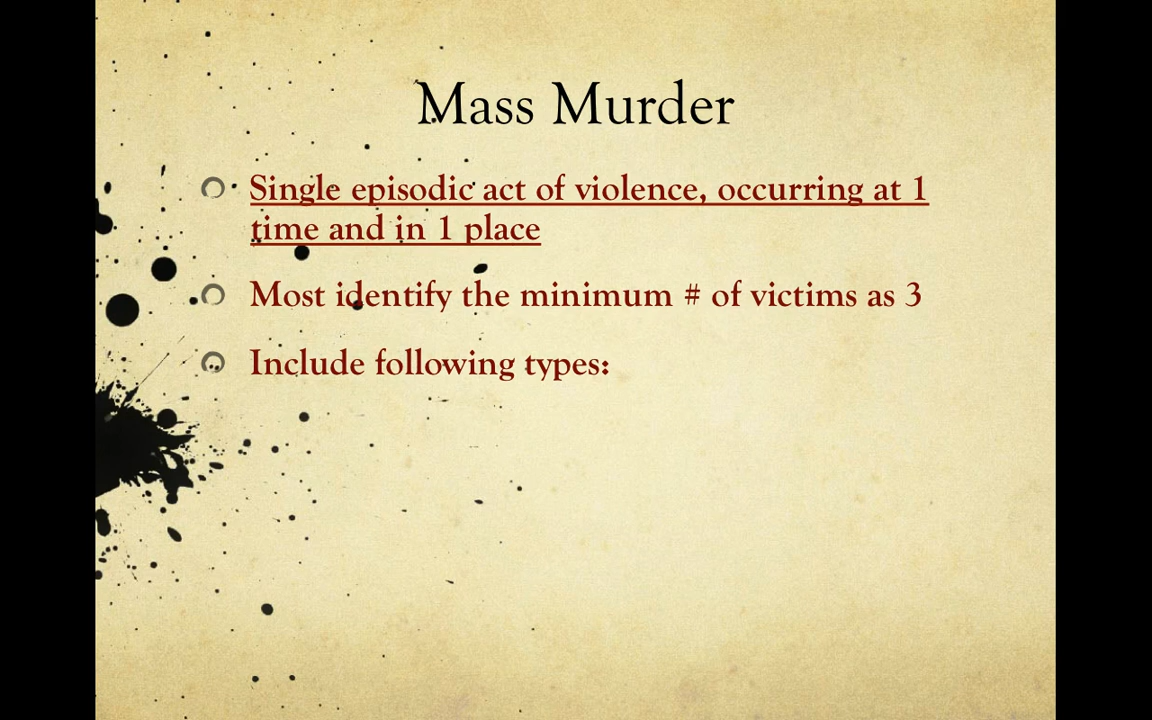 Mass Murder
Single episodic act of violence, occurring at 1
time and in 1 place
Most identify the minimum # of victims as 3
Include following types: